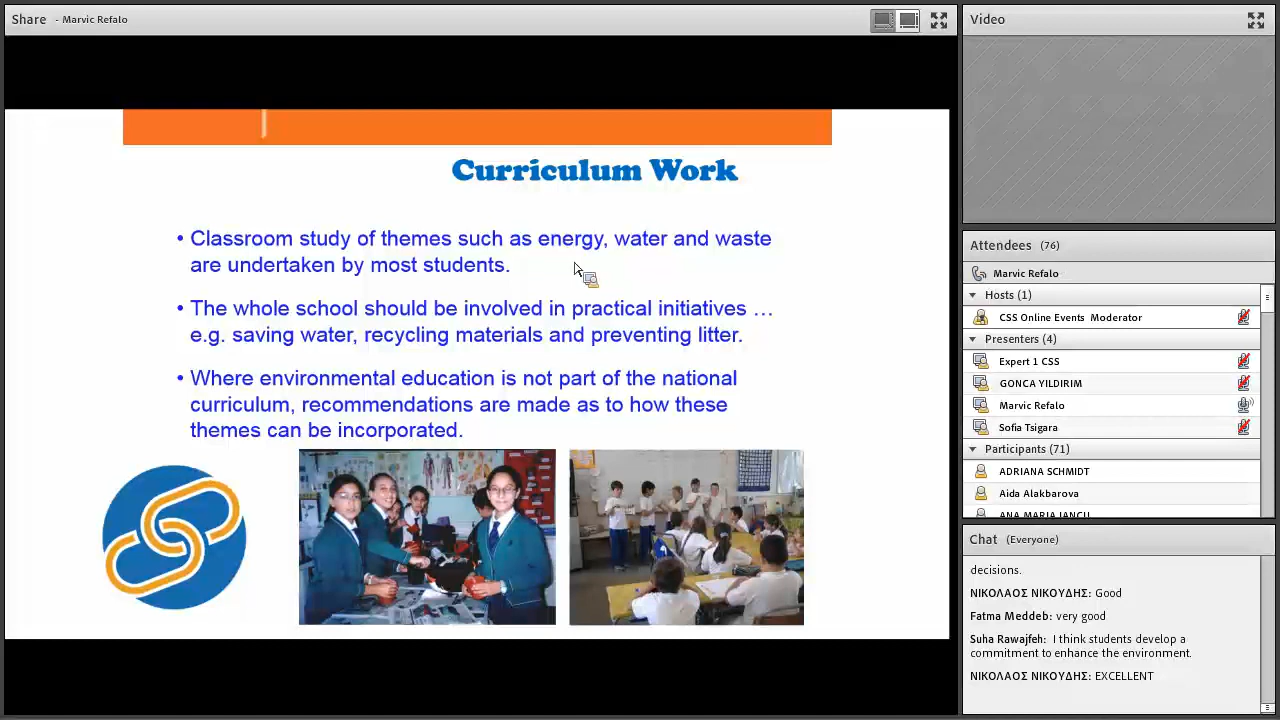 Share - Marvic Refalo
Curriculum Work
• Classroom study of themes such as energy, water and waste
are undertaken by most students.
• The whole school should be involved in practical initiatives …
e.g. saving water, recycling materials and preventing litter.
• Where environmental education is not part of the national
curriculum, recommendations are made as to how these
themes can be incorporated.
Video
Attendees (76)
Marvic Refalo
Hosts (1)
CSS Online Events Moderator
Presenters (4)
Expert 1 CSS
GONCA YILDIRIM
Marvic Refalo
Sofia Tsigara
Participants (71)
ADRIANA SCHMIDT
Aida Alakbarova
ANA MARIA IANCU
Chat (Everyone)
decisions.
ΝΙΚΟΛΑΟΣ ΝΙΚΟΥΔΗΣ: Good
Fatma Meddeb: very good
Suha Rawajfeh: I think students develop a
commitment to enhance the environment.
ΝΙΚΟΛΑΟΣ ΝΙΚΟΥΔΗΣ: EXCELLENT